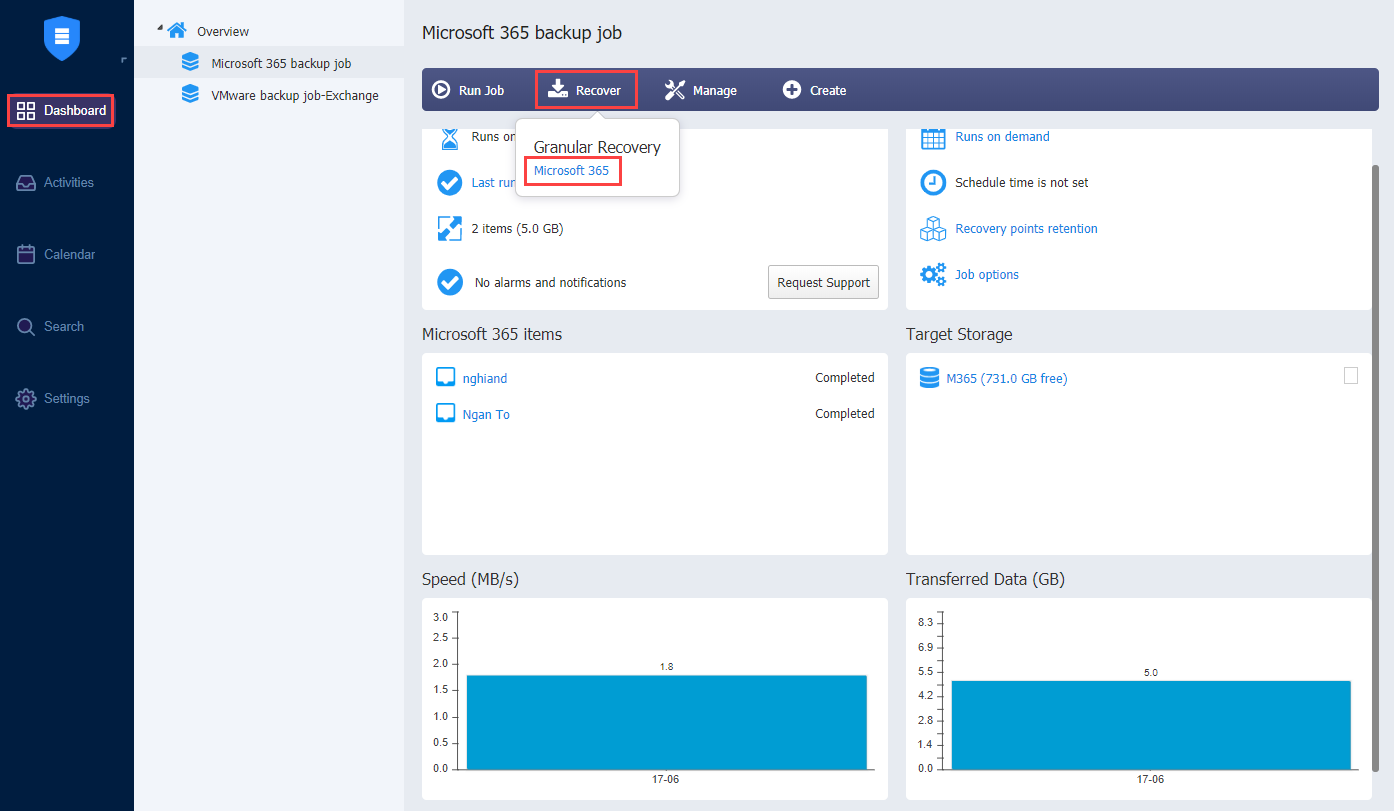 Dashboard
Activities
Calendar
Search
Settings
Overview
Microsoft 365 backup job
VMware backup job-Exchange
Microsoft 365 backup job
Run Job
Recover
Manage
Create
Granular Recovery
Microsoft 365
Runs on
Last run
2 items (5.0 GB)
No alarms and notifications
Request Support
Runs on demand
Schedule time is not set
Recovery points retention
Job options
Microsoft 365 items
nghiand
Completed
Ngan To
Completed
Target Storage
M365 (731.0 GB free)
Speed (MB/s)
3.0
2.5
2.0
1.5
1.0
0.5
0.0
1.8
17-06
Transferred Data (GB)
8.3
6.9
5.5
4.2
2.8
1.4
0.0
5.0
17-06